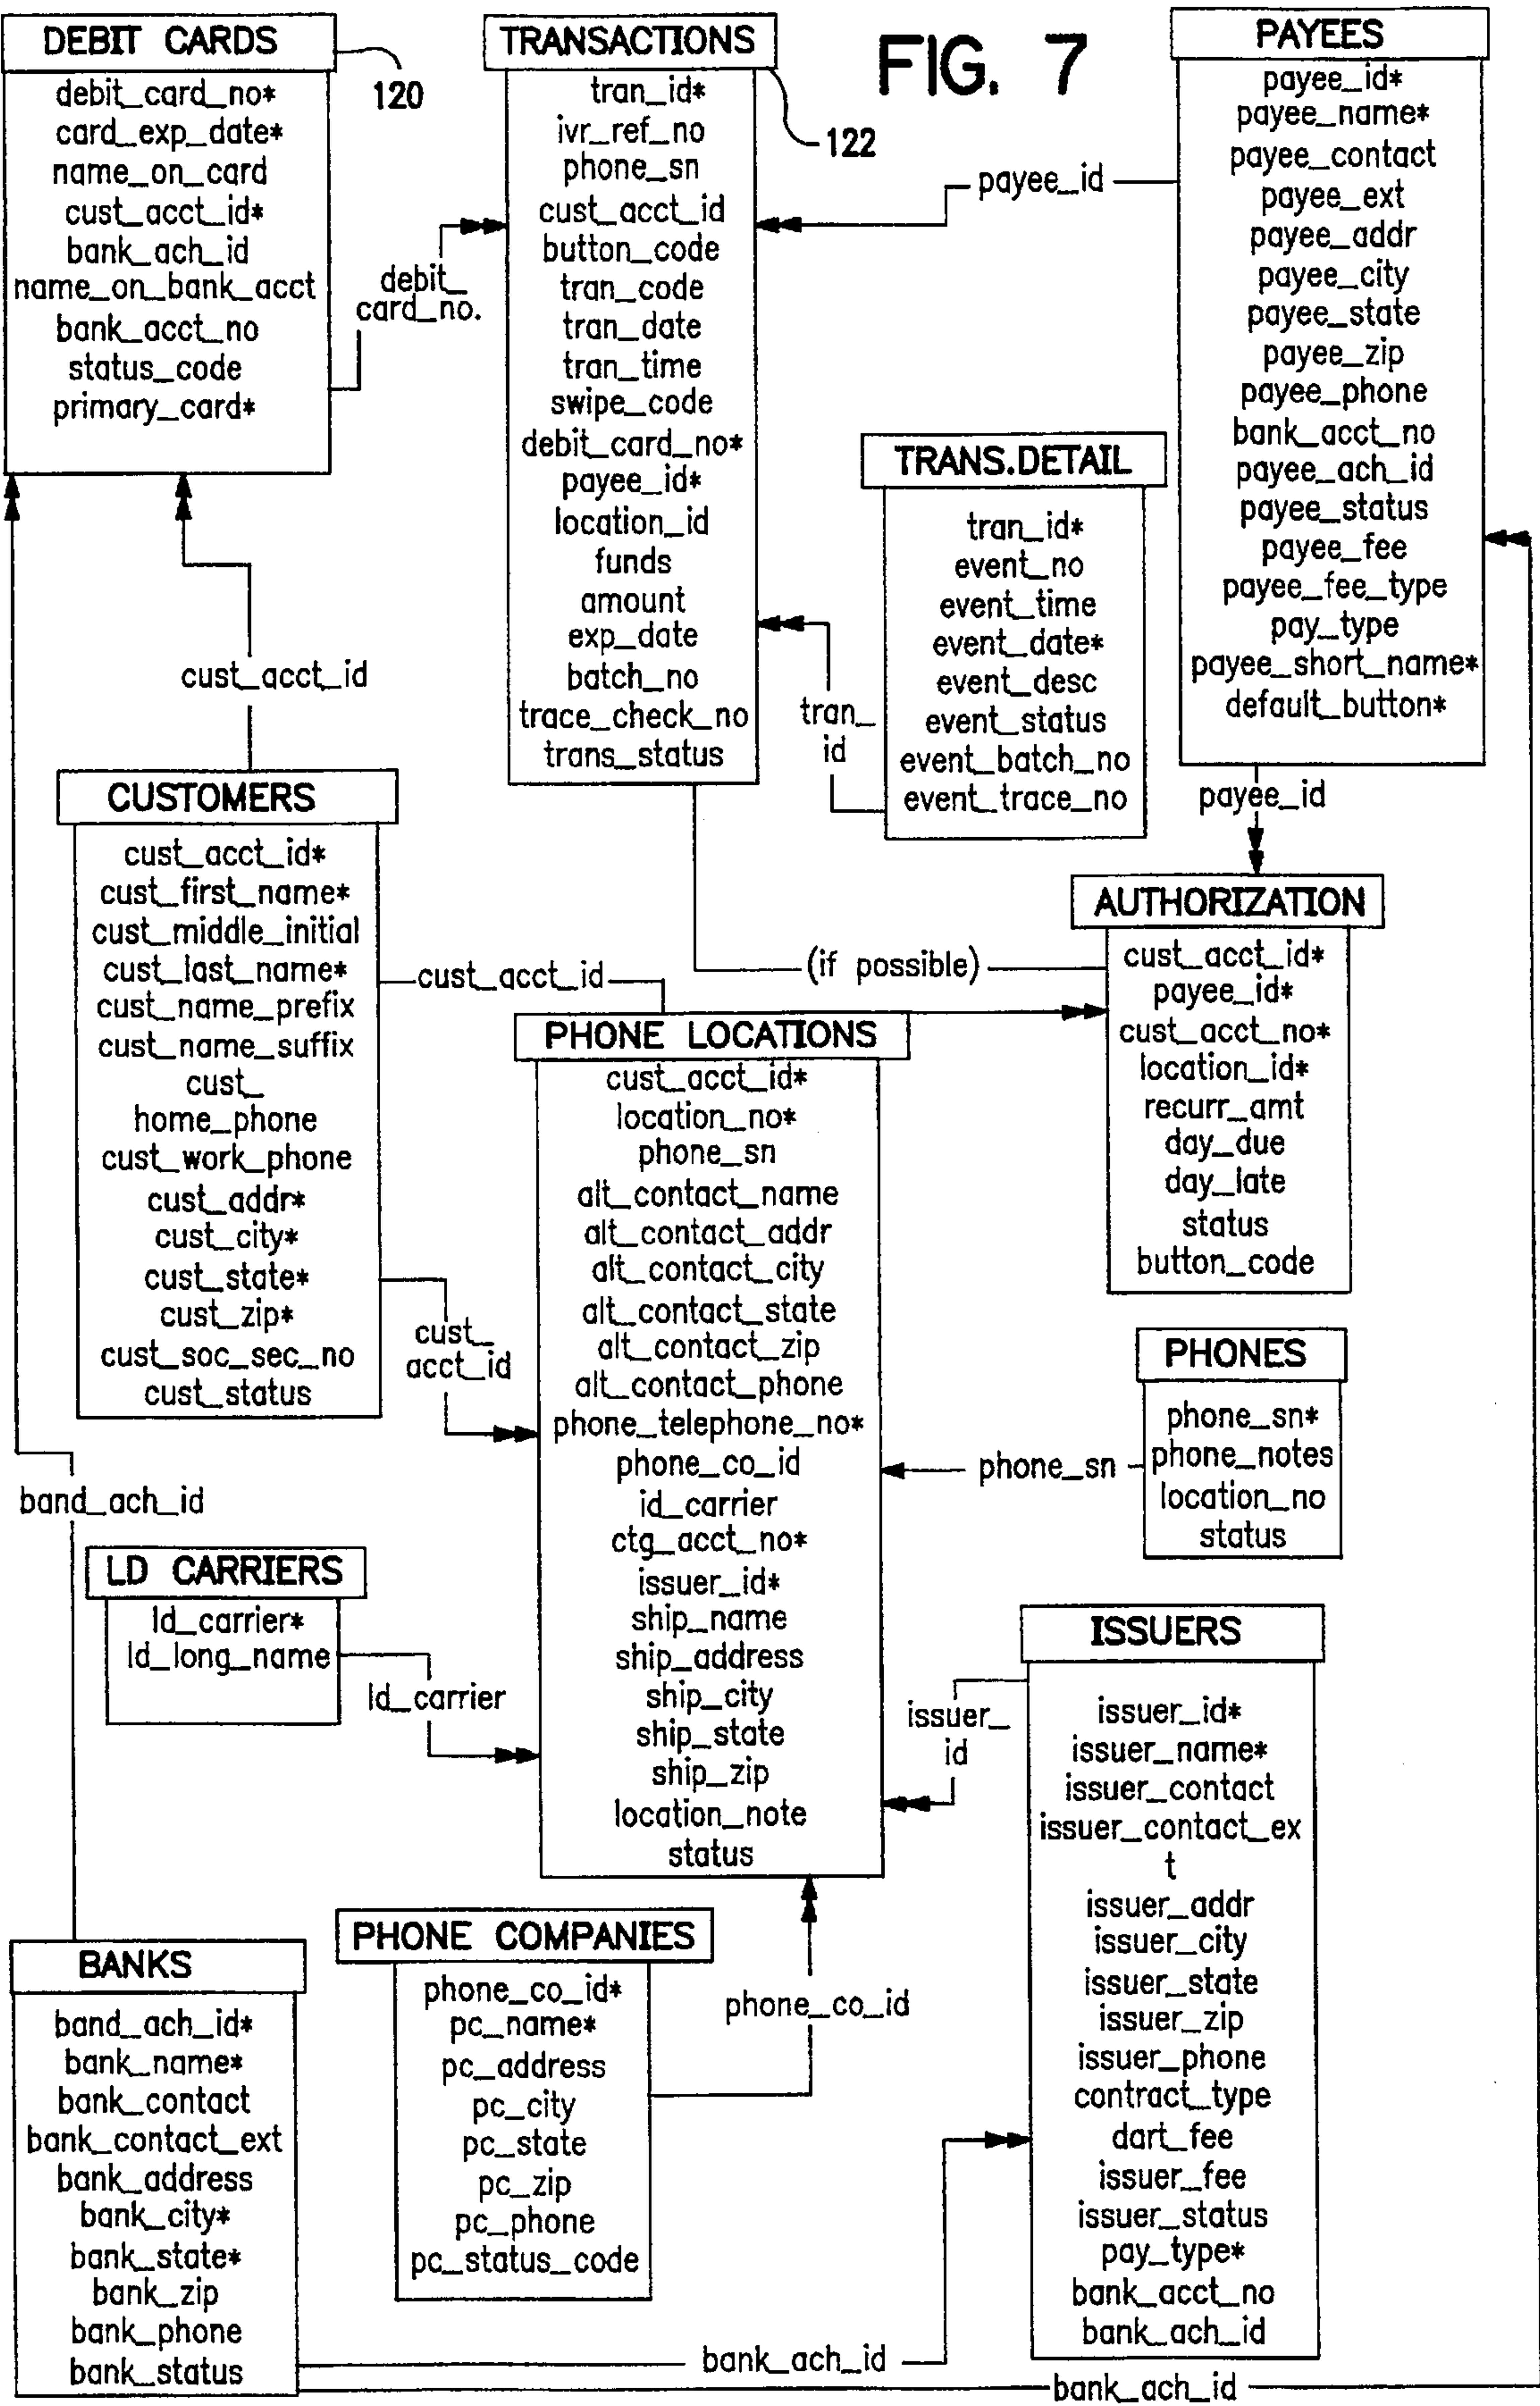 FIG. 7
DEBIT CARDS
120
debit_card_no*
card_exp_date*
name_on_card
cust_acct_id*
bank_ach_id
name_on_bank_acct
bank_acct_no
status_code
primary_card*
debit_
card_no.
TRANSACTIONS
122
tran_id*
ivr_ref_no
phone_sn
cust_acct_id
button_code
tran_code
tran_date
tran_time
swipe_code
debit_card_no*
payee_id*
location_id
funds
amount
exp_date
batch_no
trace_check_no
trans_status
payee_id
PAYEES
payee_id*
payee_name*
payee_contact
payee_ext
payee_addr
payee_city
payee_state
payee_zip
payee_phone
bank_acct_no
payee_ach_id
payee_status
payee_fee
payee_fee_type
pay_type
payee_short_name*
default_button*
TRANS.DETAIL
tran_id*
event_no
event_time
event_date*
event_desc
event_status
event_batch_no
event_trace_no
tran_
id
payee_id
cust_acct_id
CUSTOMERS
cust_acct_id*
cust_first_name*
cust_middle_initial
cust_last_name*
cust_name_prefix
cust_name_suffix
cust_
home_phone
cust_work_phone
cust_addr*
cust_city*
cust_state*
cust_zip*
cust_soc_sec_no
cust_status
cust_acct_id
(if possible)
AUTHORIZATION
cust_acct_id*
payee_id*
cust_acct_no*
location_id*
recurr_amt
day_due
day_late
status
button_code
PHONE LOCATIONS
cust_acct_id*
location_no*
phone_sn
alt_contact_name
alt_contact_addr
alt_contact_city
alt_contact_state
alt_contact_zip
alt_contact_phone
phone_telephone_no*
phone_co_id
id_carrier
ctg_acct_no*
issuer_id*
ship_name
ship_address
ship_city
ship_state
ship_zip
location_note
status
cust_
acct_id
PHONES
phone_sn*
phone_notes
location_no
status
phone_sn
band_ach_id
LD CARRIERS
ld_carrier*
ld_long_name
ld_carrier
ISSUERS
issuer_id*
issuer_name*
issuer_contact
issuer_contact_ex
t
issuer_addr
issuer_city
issuer_state
issuer_zip
issuer_phone
contract_type
dart_fee
issuer_fee
issuer_status
pay_type*
bank_acct_no
bank_ach_id
issuer_
id
PHONE COMPANIES
phone_co_id*
pc_name*
pc_address
pc_city
pc_state
pc_zip
pc_phone
pc_status_code
phone_co_id
BANKS
band_ach_id*
bank_name*
bank_contact
bank_contact_ext
bank_address
bank_city*
bank_state*
bank_zip
bank_phone
bank_status
bank_ach_id
bank_ach_id